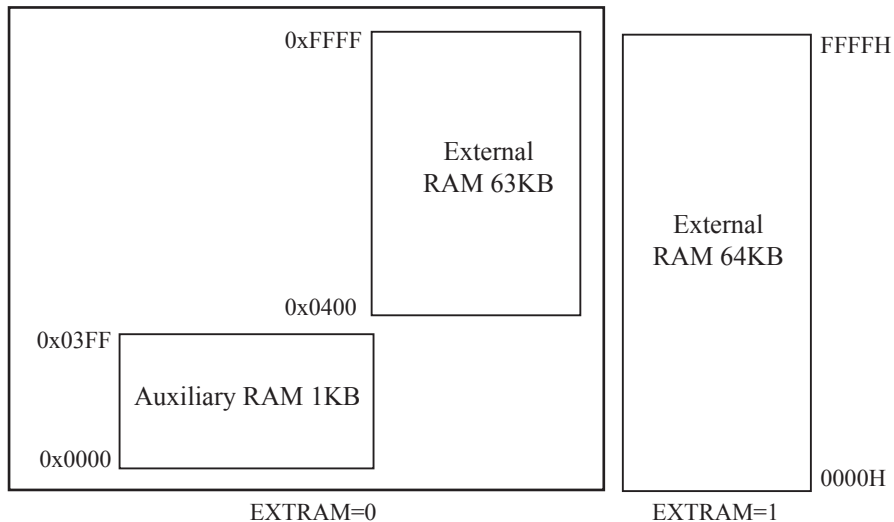 0xFFFF
External
RAM 63KB
0x0400
0x03FF
Auxiliary RAM 1KB
0x0000
EXTRAM=0
FFFFH
External
RAM 64KB
0000H
EXTRAM=1